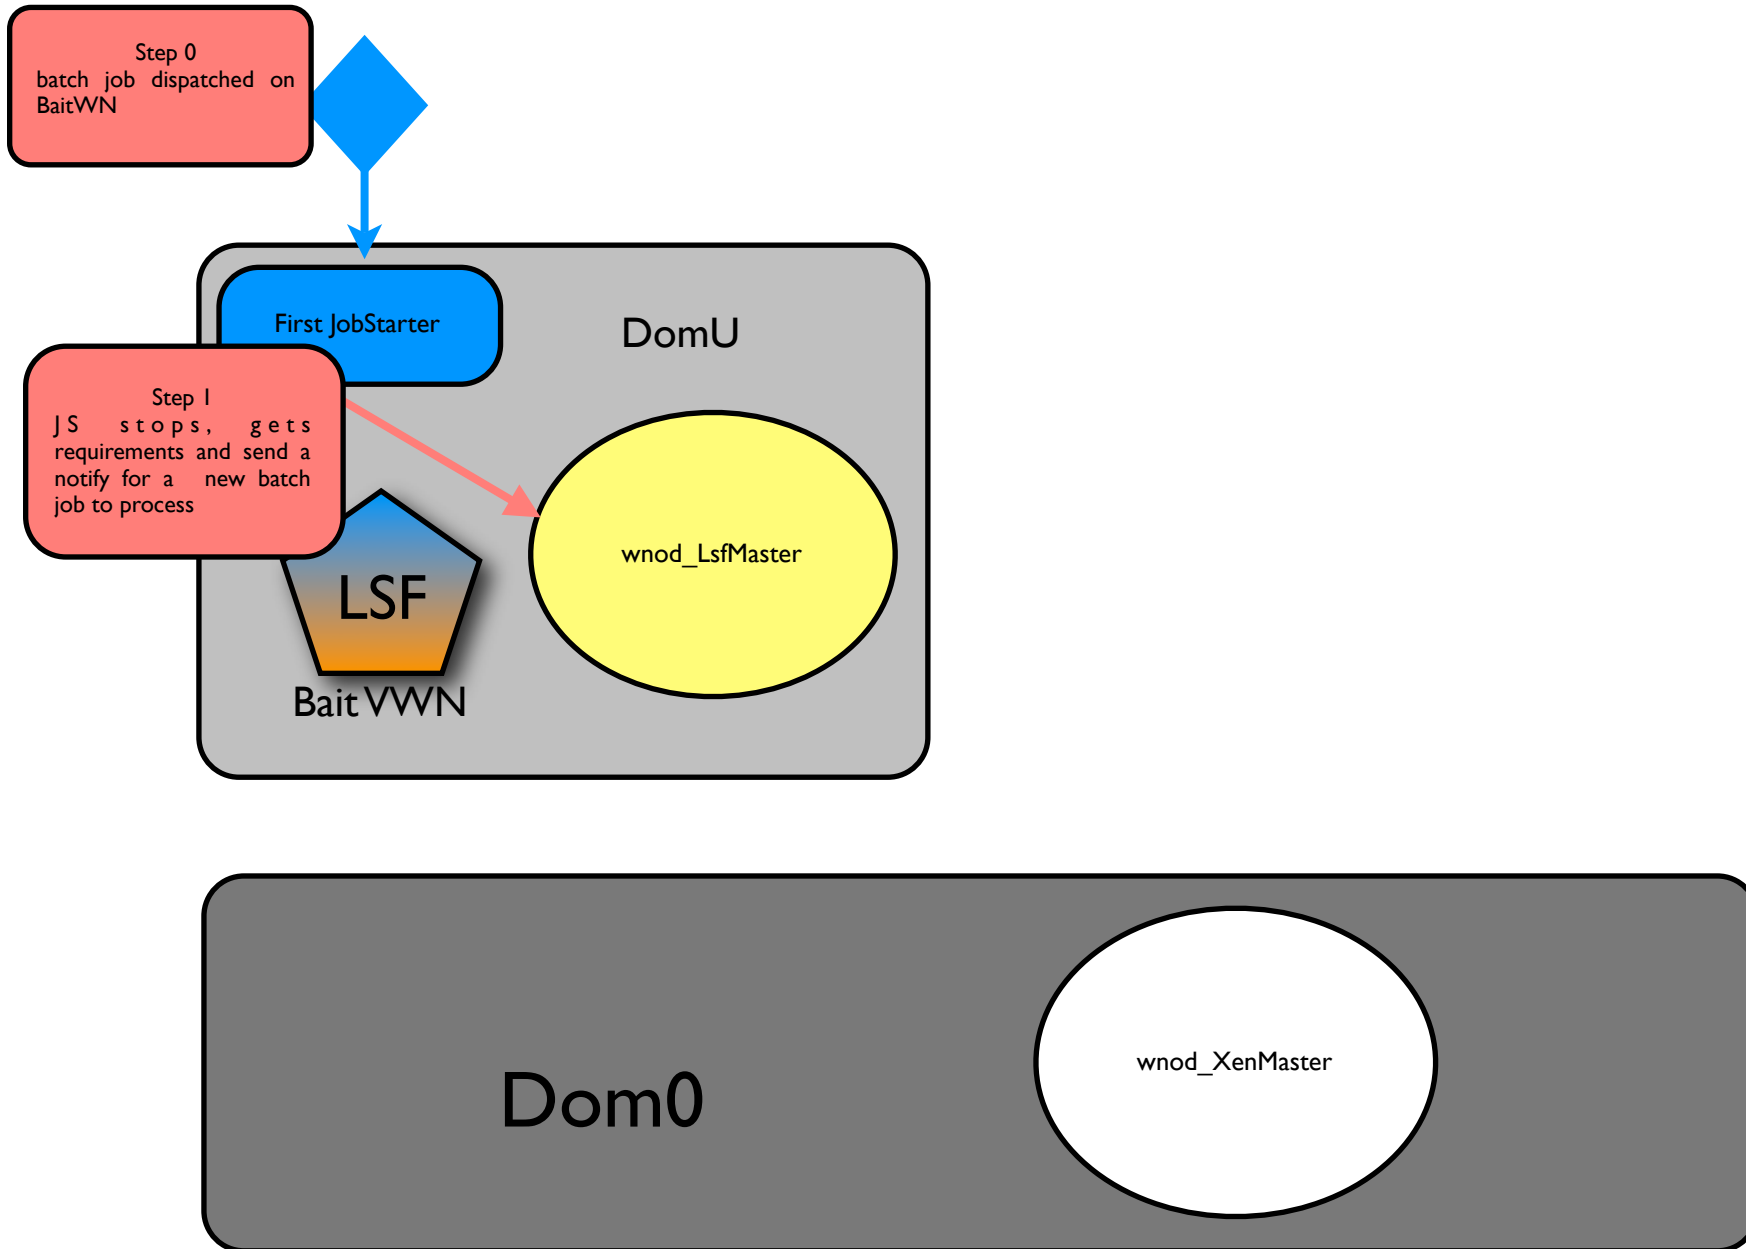 Step 0
batch job dispatched on
BaitWN
First JobStarter
DomU
Step 1
JS stops, gets
requirements and send a
notify for a new batch
job to process
wnod_LsfMaster
LSF
Bait VWN
wnod_XenMaster
Dom0